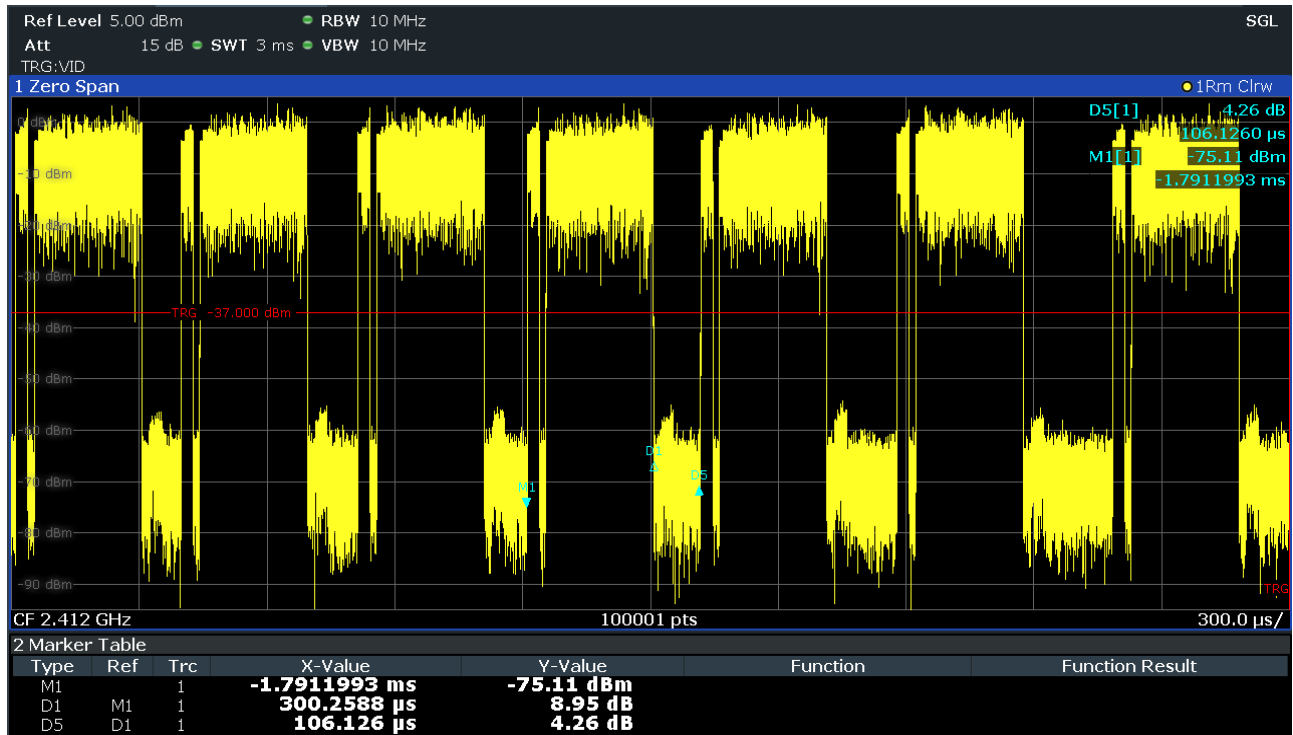 Ref Level 5.00 dBm RBW 10 MHz SGL
Att 15 dB SWT 3 ms VBW 10 MHz
TRG:VID
1 Zero Span 1Rm Clrw
D5[1] 4.26 dB
106.1260 µs
M1[1] -75.11 dBm
-1.7911993 ms
0 dBm
-10 dBm
-20 dBm
-30 dBm
TRG -37.000 dBm
-40 dBm
-50 dBm
-60 dBm
D1
-70 dBm
M1
D5
-80 dBm
-90 dBm
TRG
CF 2.412 GHz 100001 pts 300.0 µs/
2 Marker Table
Type Ref Trc X-Value Y-Value Function Function Result
M1 1 -1.7911993 ms -75.11 dBm
D1 M1 1 300.2588 µs 8.95 dB
D5 D1 1 106.126 µs 4.26 dB